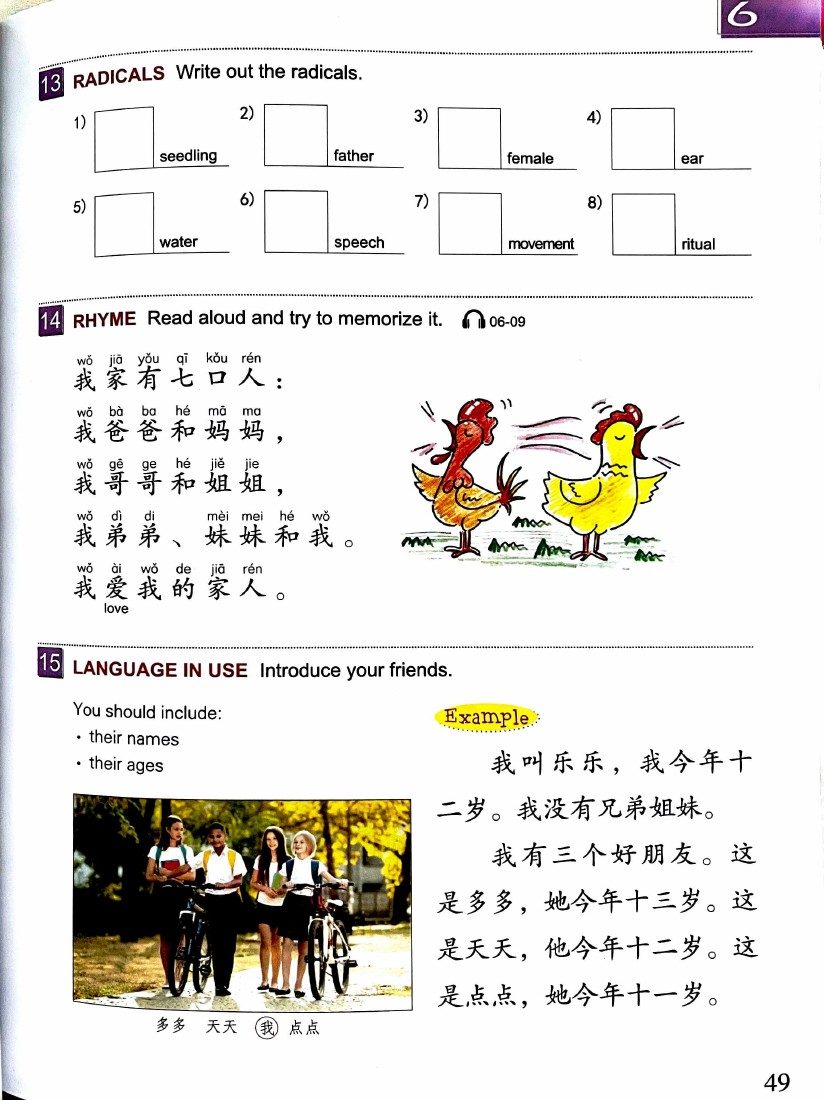 6
13 RADICALS Write out the radicals.
1) seedling 2) father 3) female 4) ear
5) water 6) speech 7) movement 8) ritual
14 RHYME Read aloud and try to memorize it. 06-09
wǒ jiā yǒu qī kǒu rén
我家有七口人：
wǒ bà ba hé mā ma
我爸爸和妈妈，
wǒ gē ge hé jiě jie
我哥哥和姐姐，
wǒ dì di mèi mei hé wǒ
我弟弟、妹妹和我。
wǒ ài wǒ de jiā rén
我爱我的家人。
love
15 LANGUAGE IN USE Introduce your friends.
You should include:
• their names
• their ages
多多 天天 我 点点
Example
我叫乐乐，我今年十
二岁。我没有兄弟姐妹。
我有三个好朋友。这
是多多，她今年十三岁。这
是天天，他今年十二岁。这
是点点，她今年十一岁。
49